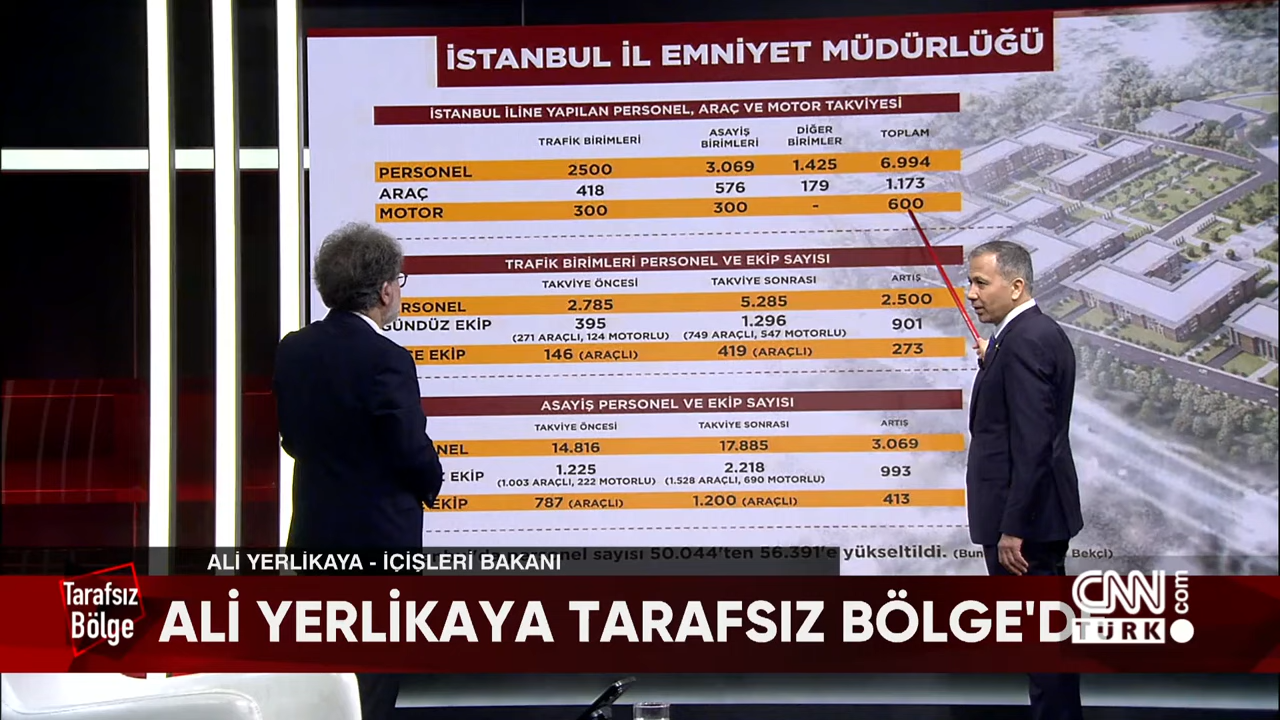 İSTANBUL İL EMNİYET MÜDÜRLÜĞÜ
İSTANBUL İLİNE YAPILAN PERSONEL, ARAÇ VE MOTOR TAKVİYESİ
TRAFİK BİRİMLERİ ASAYİŞ BİRİMLERİ DİĞER BİRİMLER TOPLAM
PERSONEL 2500 3.069 1.425 6.994
ARAÇ 418 576 179 1.173
MOTOR 300 300 - 600
TRAFİK BİRİMLERİ PERSONEL VE EKİP SAYISI
TAKVİYE ÖNCESİ TAKVİYE SONRASI ARTIŞ
ERSONEL 2.785 5.285 2.500
GÜNDÜZ EKİP 395 1.296 901
(271 ARAÇLI, 124 MOTORLU) (749 ARAÇLI, 547 MOTORLU)
EKİP 146 (ARAÇLI) 419 (ARAÇLI) 273
ASAYİŞ PERSONEL VE EKİP SAYISI
TAKVİYE ÖNCESİ TAKVİYE SONRASI ARTIŞ
NEL 14.816 17.885 3.069
EKİP 1.225 2.218 993
(1.003 ARAÇLI, 222 MOTORLU) (1.528 ARAÇLI, 690 MOTORLU)
EKİP 787 (ARAÇLI) 1.200 (ARAÇLI) 413
sayısı 50.044'ten 56.391'e yükseltildi. (Bun Bekçi)
ALİ YERLİKAYA - İÇİŞLERİ BAKANI
Tarafsız
Bölge
ALİ YERLİKAYA TARAFSIZ BÖLGE'D
CNN
TÜRK
.com